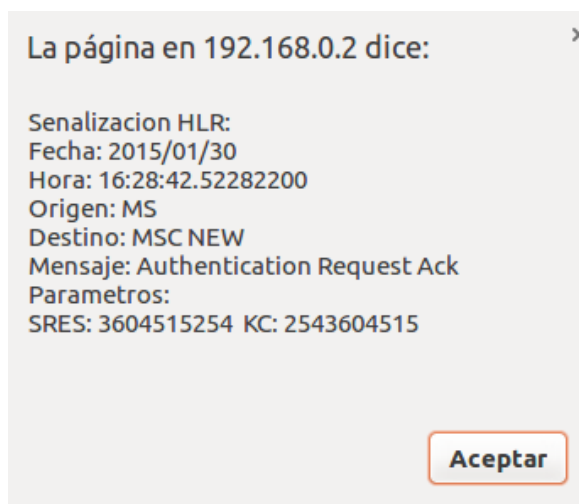 La página en 192.168.0.2 dice:
Senalizacion HLR:
Fecha: 2015/01/30
Hora: 16:28:42.52282200
Origen: MS
Destino: MSC NEW
Mensaje: Authentication Request Ack
Parametros:
SRES: 3604515254 KC: 2543604515
Aceptar